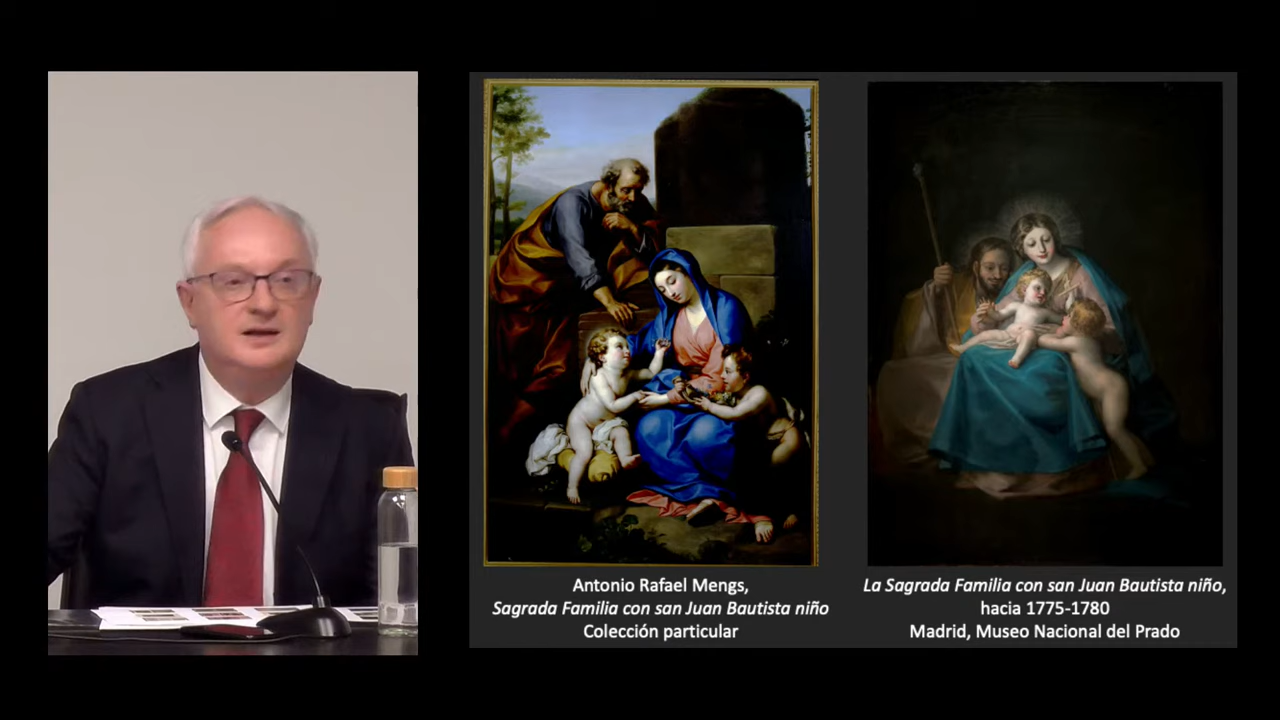 Antonio Rafael Mengs,
Sagrada Familia con san Juan Bautista niño
Colección particular
La Sagrada Familia con san Juan Bautista niño,
hacia 1775-1780
Madrid, Museo Nacional del Prado